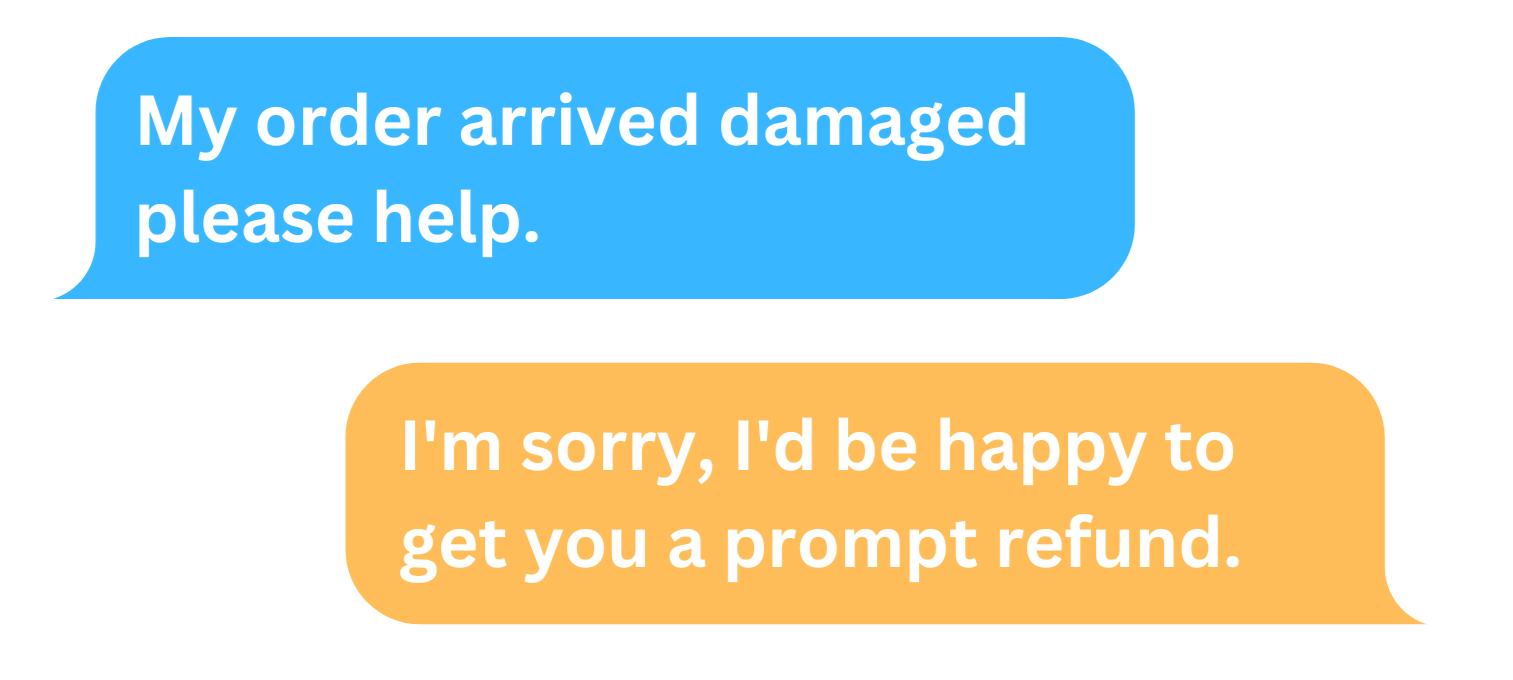 My order arrived damaged
please help.
I'm sorry, I'd be happy to
get you a prompt refund.